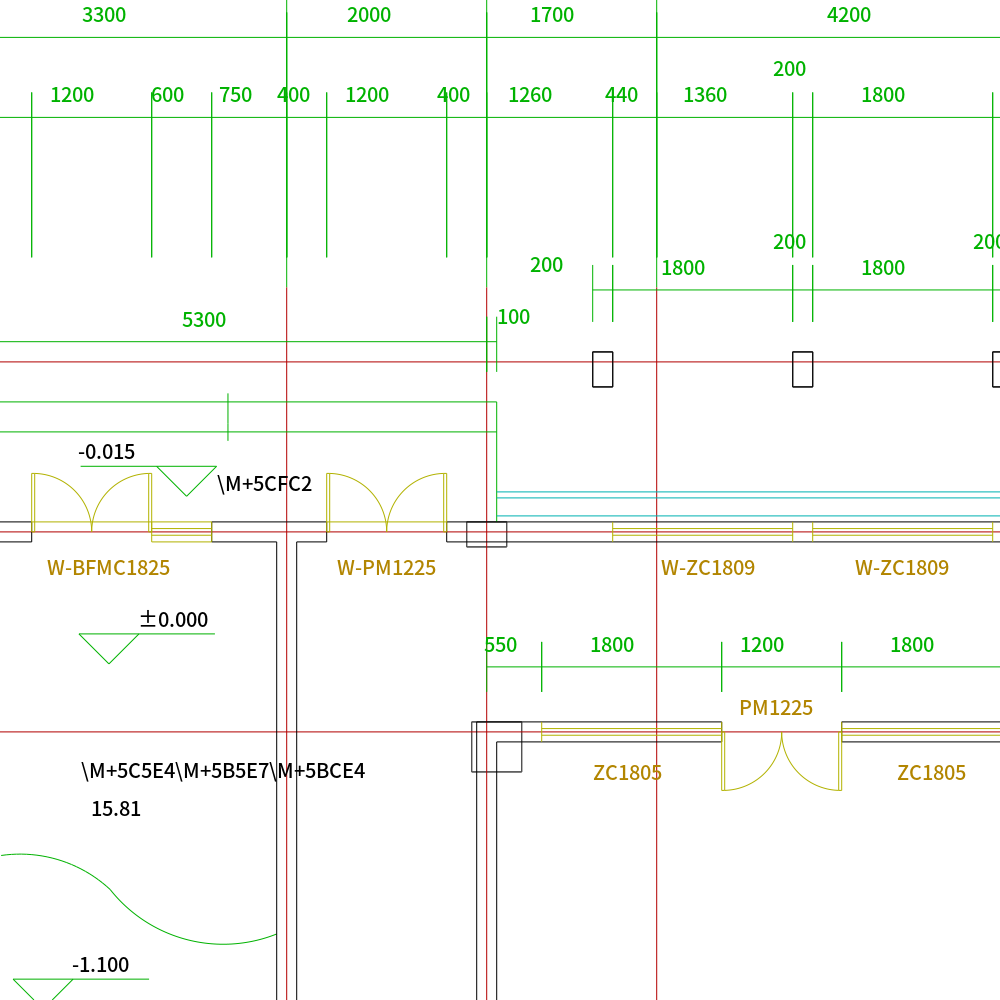 3300 2000 1700 4200
200
1200 600 750 400 1200 400 1260 440 1360 1800
200 200
200 1800 1800
5300 100
-0.015
\M+5CFC2
W-BFMC1825 W-PM1225 W-ZC1809 W-ZC1809
±0.000
550 1800 1200 1800
PM1225
\M+5C5E4\M+5B5E7\M+5BCE4 ZC1805 ZC1805
15.81
-1.100